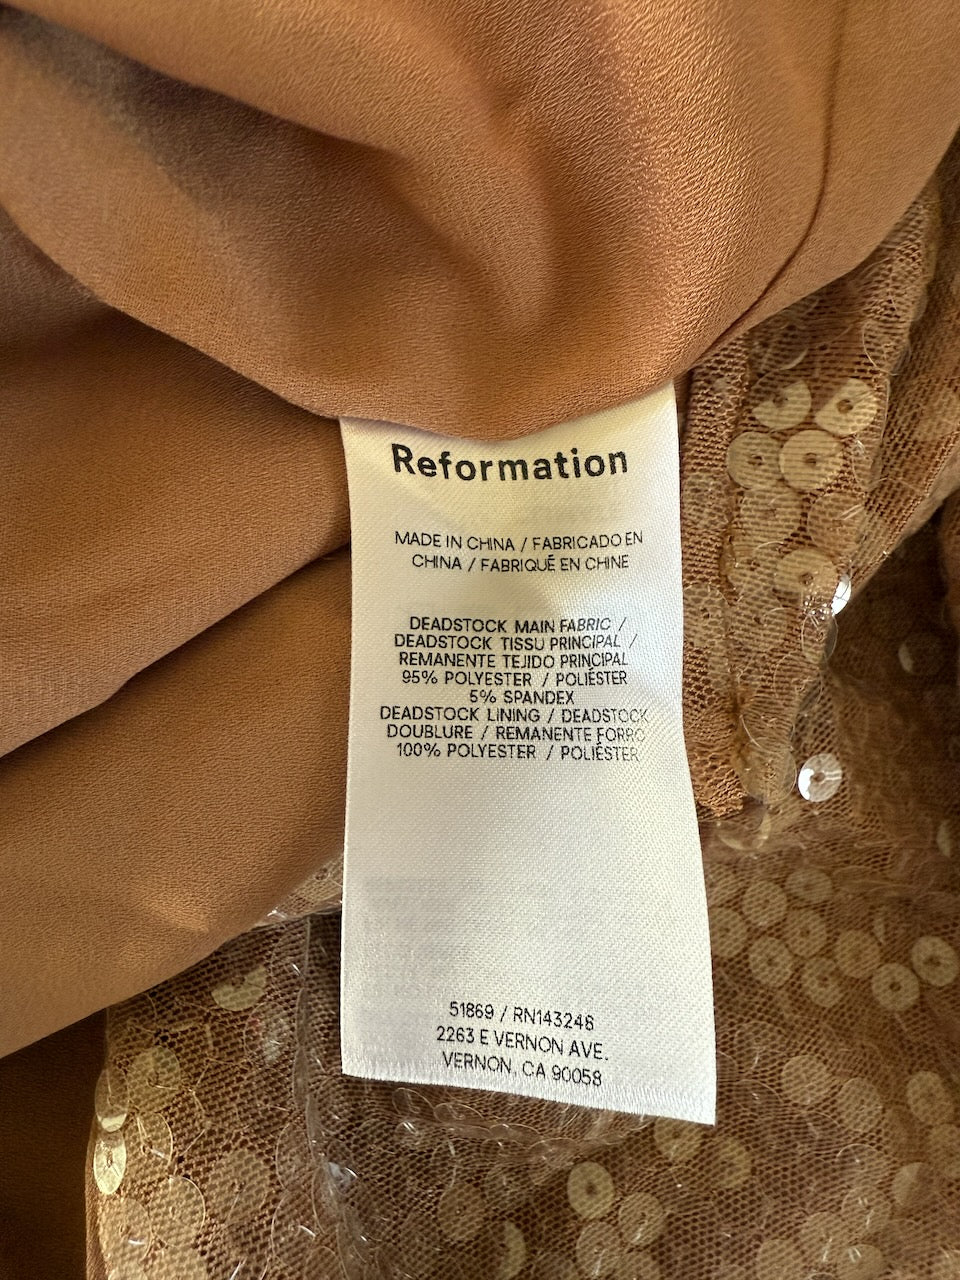 Reformation
MADE IN CHINA / FABRICADO EN
CHINA / FABRIQUÉ EN CHINE
DEADSTOCK MAIN FABRIC /
DEADSTOCK TISSU PRINCIPAL /
REMANENTE TEJIDO PRINCIPAL
95% POLYESTER / POLIÉSTER
5% SPANDEX
DEADSTOCK LINING / DEADSTOCK
DOUBLURE / REMANENTE FORRO
100% POLYESTER / POLIÉSTER
51869 / RN143246
2263 E VERNON AVE.
VERNON, CA 90058